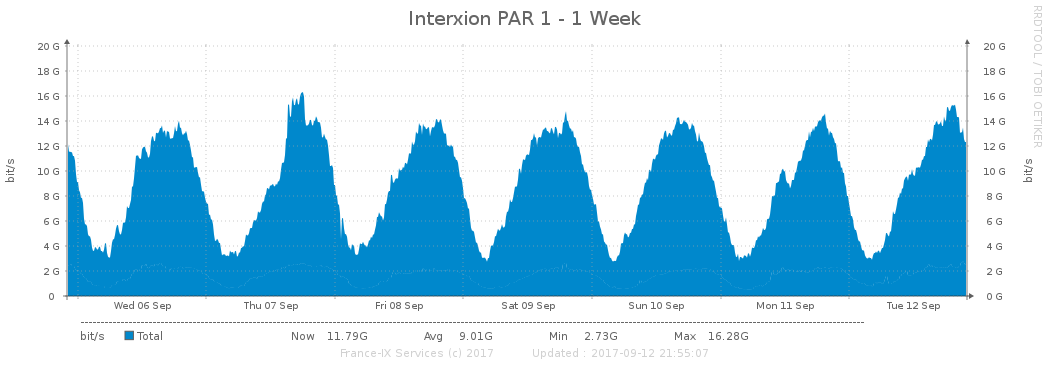 Interxion PAR 1 - 1 Week
RRDTOOL / TOBI OETIKER
20 G 20 G
18 G 18 G
16 G 16 G
14 G 14 G
12 G 12 G
10 G 10 G
8 G 8 G
6 G 6 G
4 G 4 G
2 G 2 G
0 0 G
bit/s
bit/s
Wed 06 Sep Thu 07 Sep Fri 08 Sep Sat 09 Sep Sun 10 Sep Mon 11 Sep Tue 12 Sep
bit/s Total Now 11.79G Avg 9.01G Min 2.73G Max 16.28G
France-IX Services (c) 2017 Updated : 2017-09-12 21:55:07